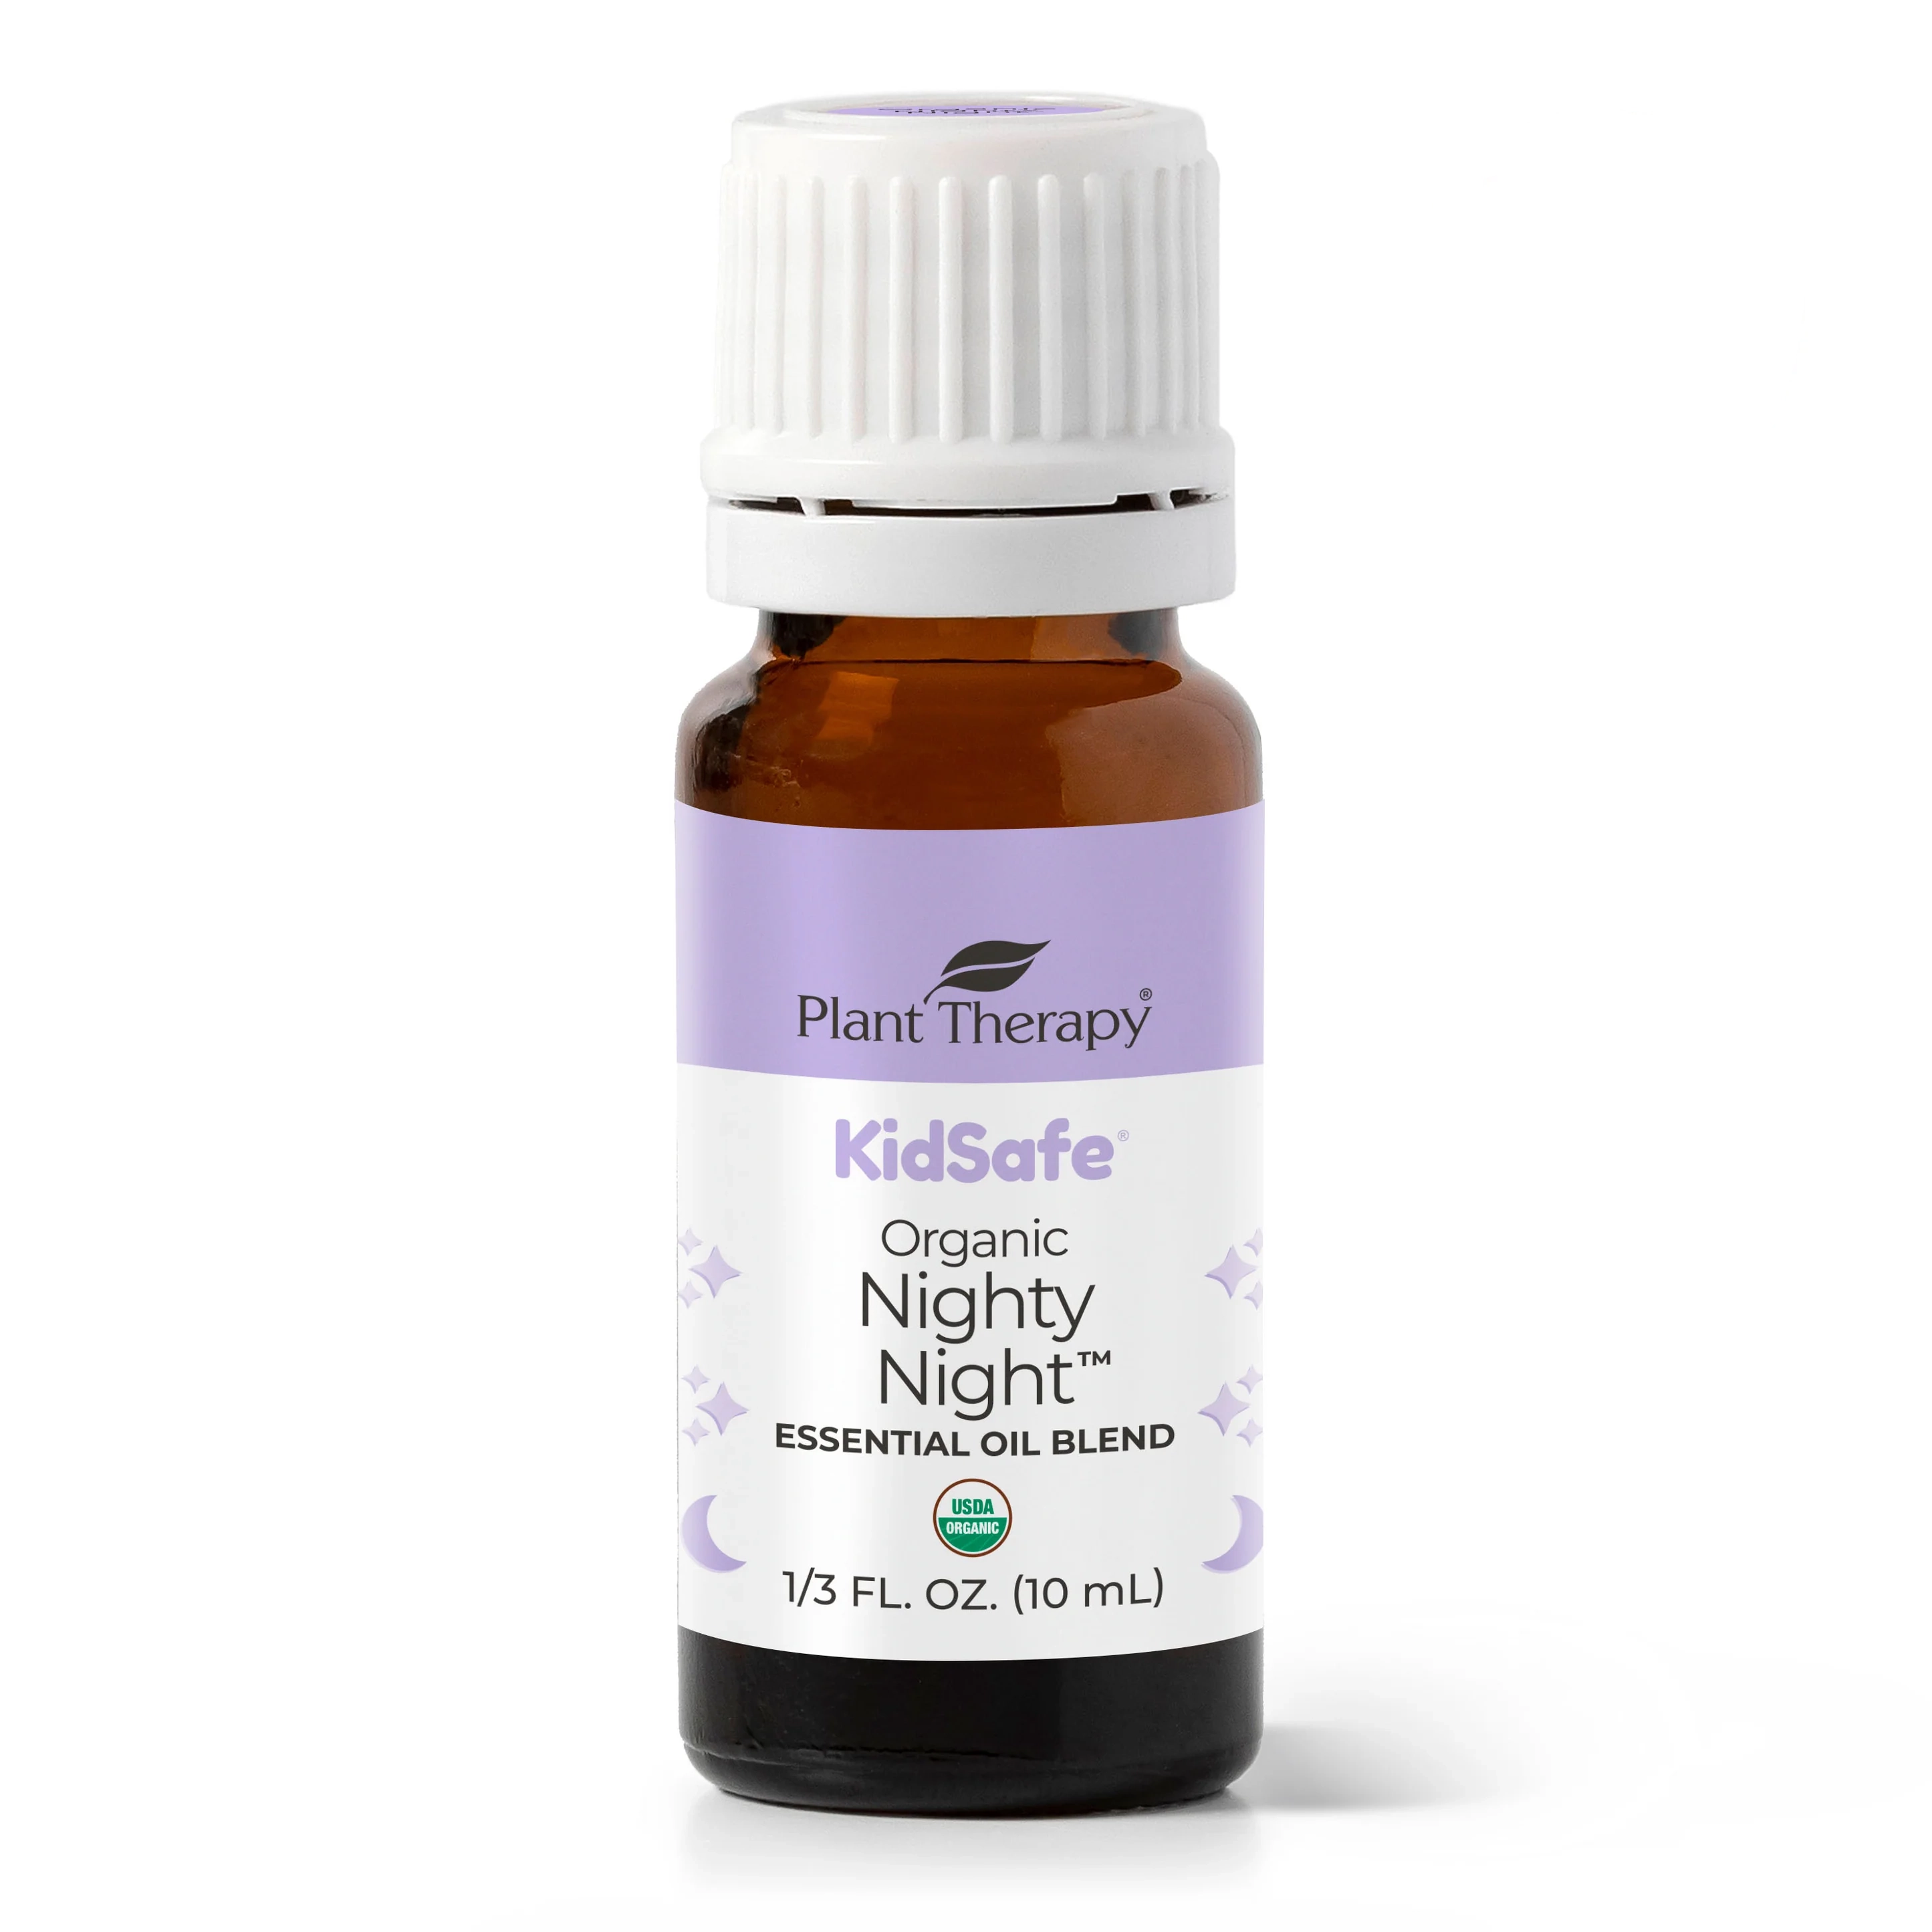 Plant Therapy®
KidSafe®
Organic
Nighty
Night™
ESSENTIAL OIL BLEND
USDA
ORGANIC
1/3 FL. OZ. (10 mL)